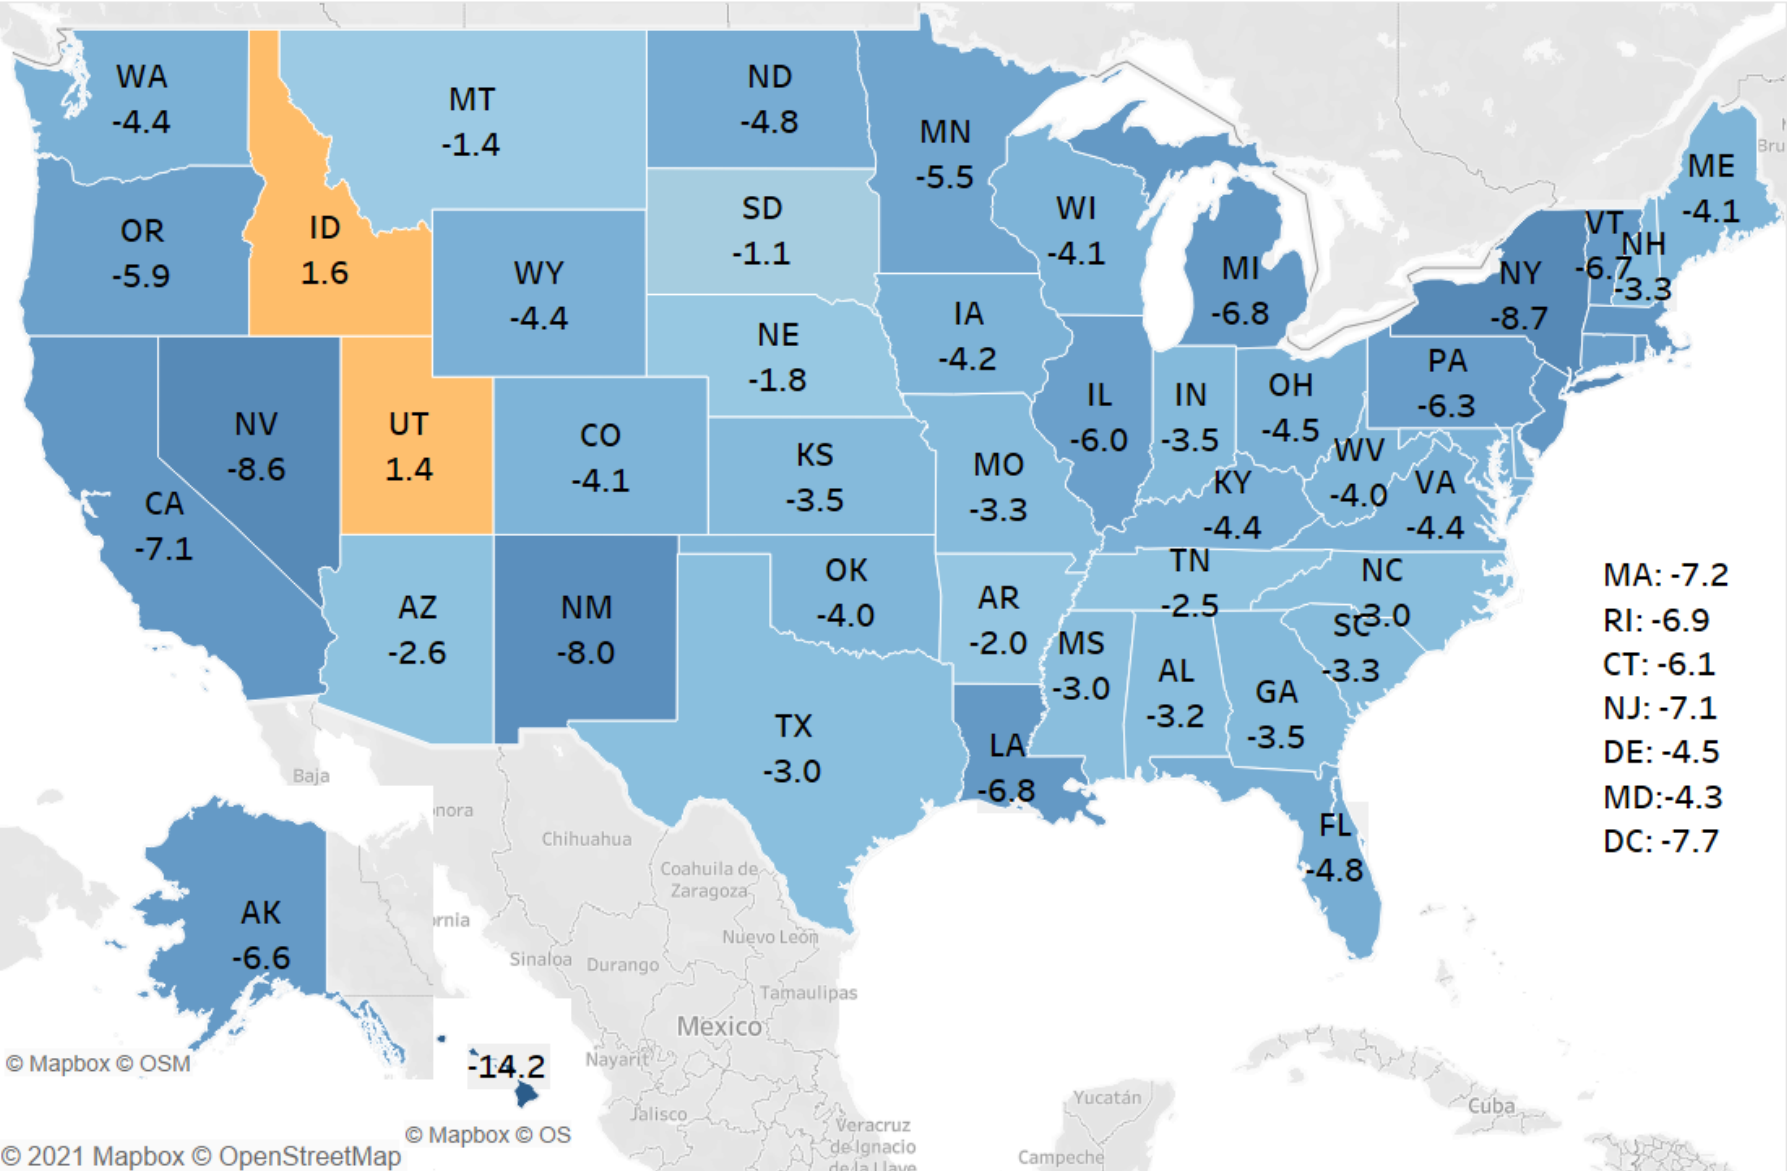 WA
-4.4
MT
-1.4
ND
-4.8
MN
-5.5
ME
-4.1
OR
-5.9
ID
1.6
SD
-1.1
WI
-4.1
VT
-6.7
NH
-3.3
WY
-4.4
MI
-6.8
NY
-8.7
NE
-1.8
IA
-4.2
PA
-6.3
NV
-8.6
UT
1.4
CO
-4.1
IL
-6.0
IN
-3.5
OH
-4.5
CA
-7.1
KS
-3.5
MO
-3.3
KY
-4.4
WV
-4.0
VA
-4.4
AZ
-2.6
NM
-8.0
OK
-4.0
AR
-2.0
TN
-2.5
NC
-3.0
SC
-3.3
MS
-3.0
AL
-3.2
GA
-3.5
TX
-3.0
LA
-6.8
FL
-4.8
MA: -7.2
RI: -6.9
CT: -6.1
NJ: -7.1
DE: -4.5
MD:-4.3
DC: -7.7
AK
-6.6
-14.2
Bru
Baja
nora
Chihuahua
Coahuila de
Zaragoza
rnia
Nuevo León
Sinaloa
Durango
Tamaulipas
Mexico
Nayarit
Jalisco
Veracruz
de Ignacio
de la Llave
Yucatán
Campeche
Cuba
© Mapbox © OSM
© Mapbox © OS
© 2021 Mapbox © OpenStreetMap